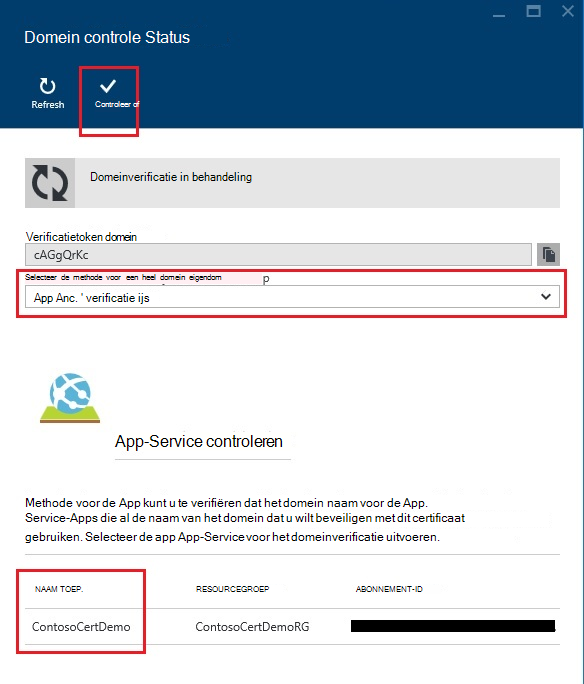 Domein controle Status
Refresh
Controleer of
Domeinverificatie in behandeling
Verificatietoken domein
cAGgQrKc
Selecteer de methode voor een heel domein eigendom p
App Anc. ' verificatie ijs
App-Service controleren
Methode voor de App kunt u te verifiëren dat het domein naam voor de App.
Service-Apps die al de naam van het domein dat u wilt beveiligen met dit certificaat
gebruiken. Selecteer de app App-Service voor het domeinverificatie uitvoeren.
NAAM TOEP. RESOURCEGROEP ABONNEMENT-ID
ContosoCertDemo ContosoCertDemoRG